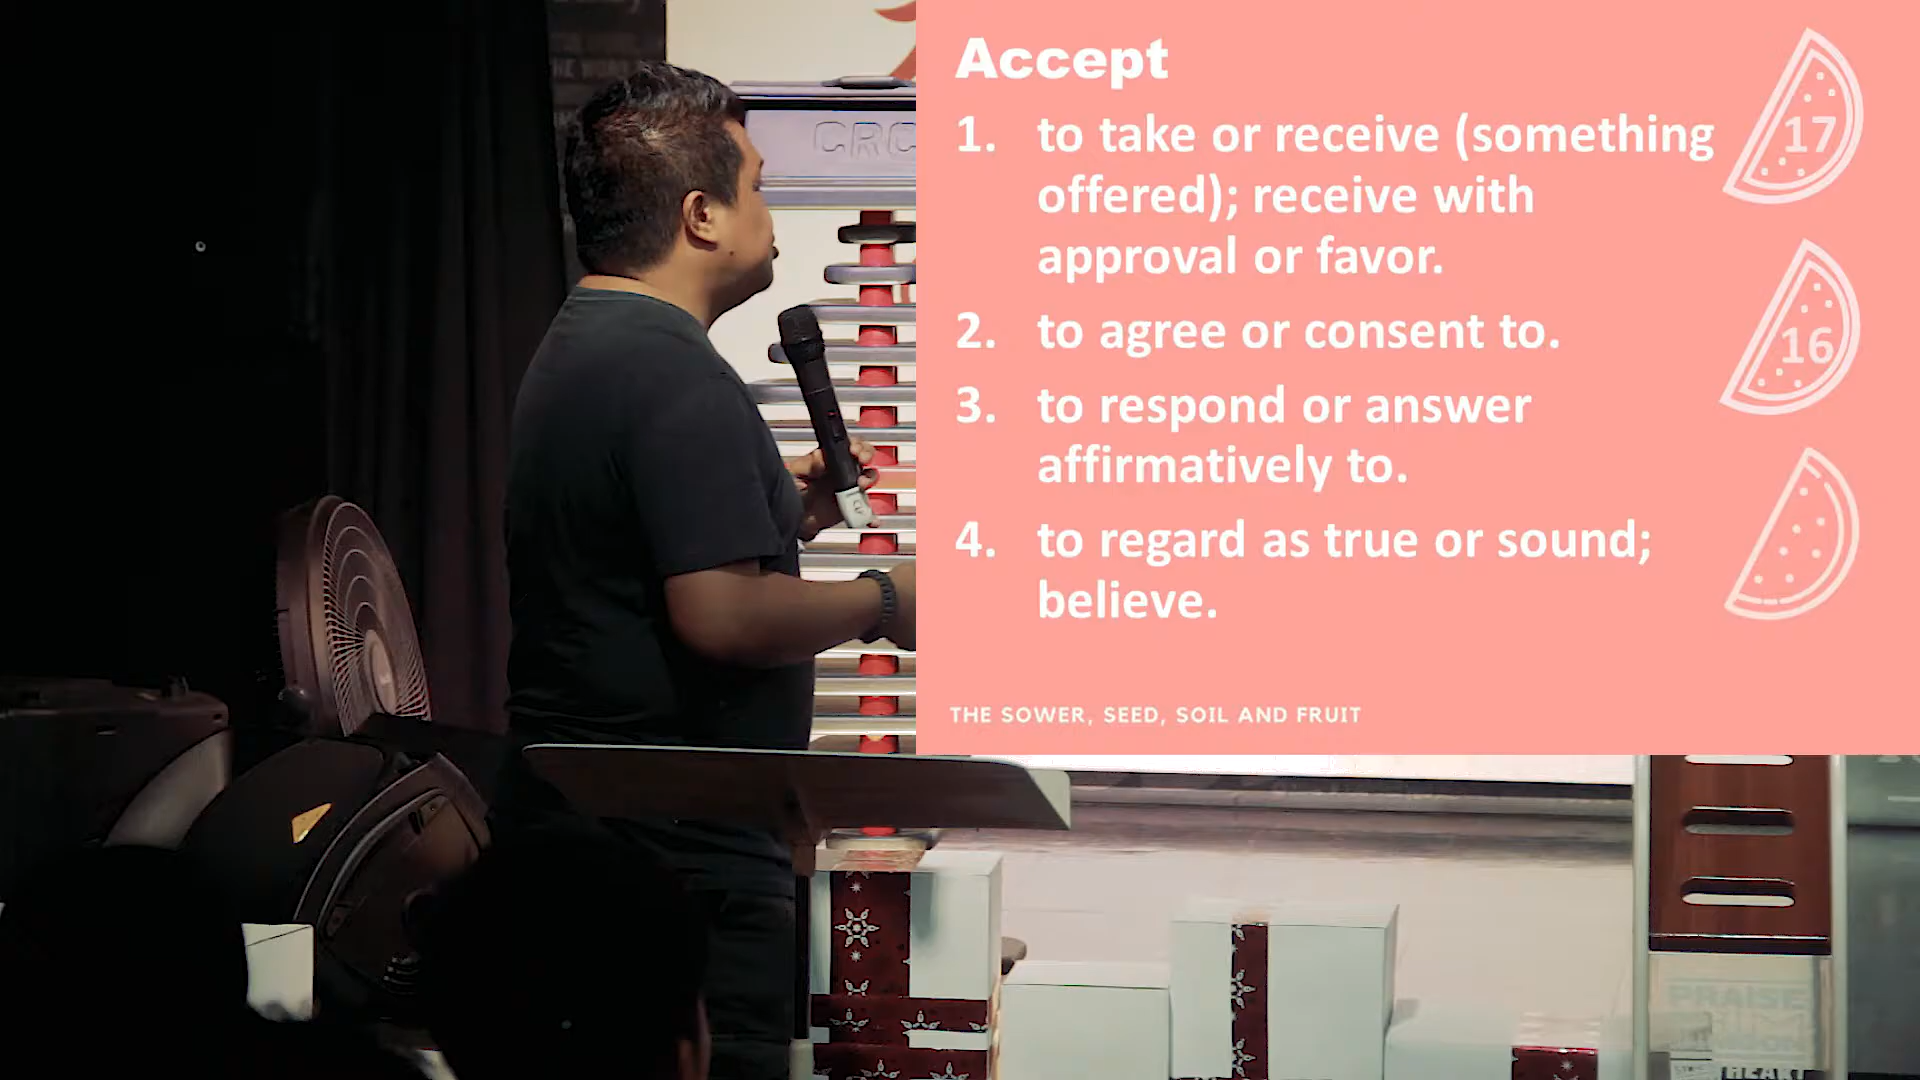 Accept
1. to take or receive (something
offered); receive with
approval or favor.
2. to agree or consent to.
3. to respond or answer
affirmatively to.
4. to regard as true or sound;
believe.
17
16
THE SOWER, SEED, SOIL AND FRUIT
PRAISE
HEART